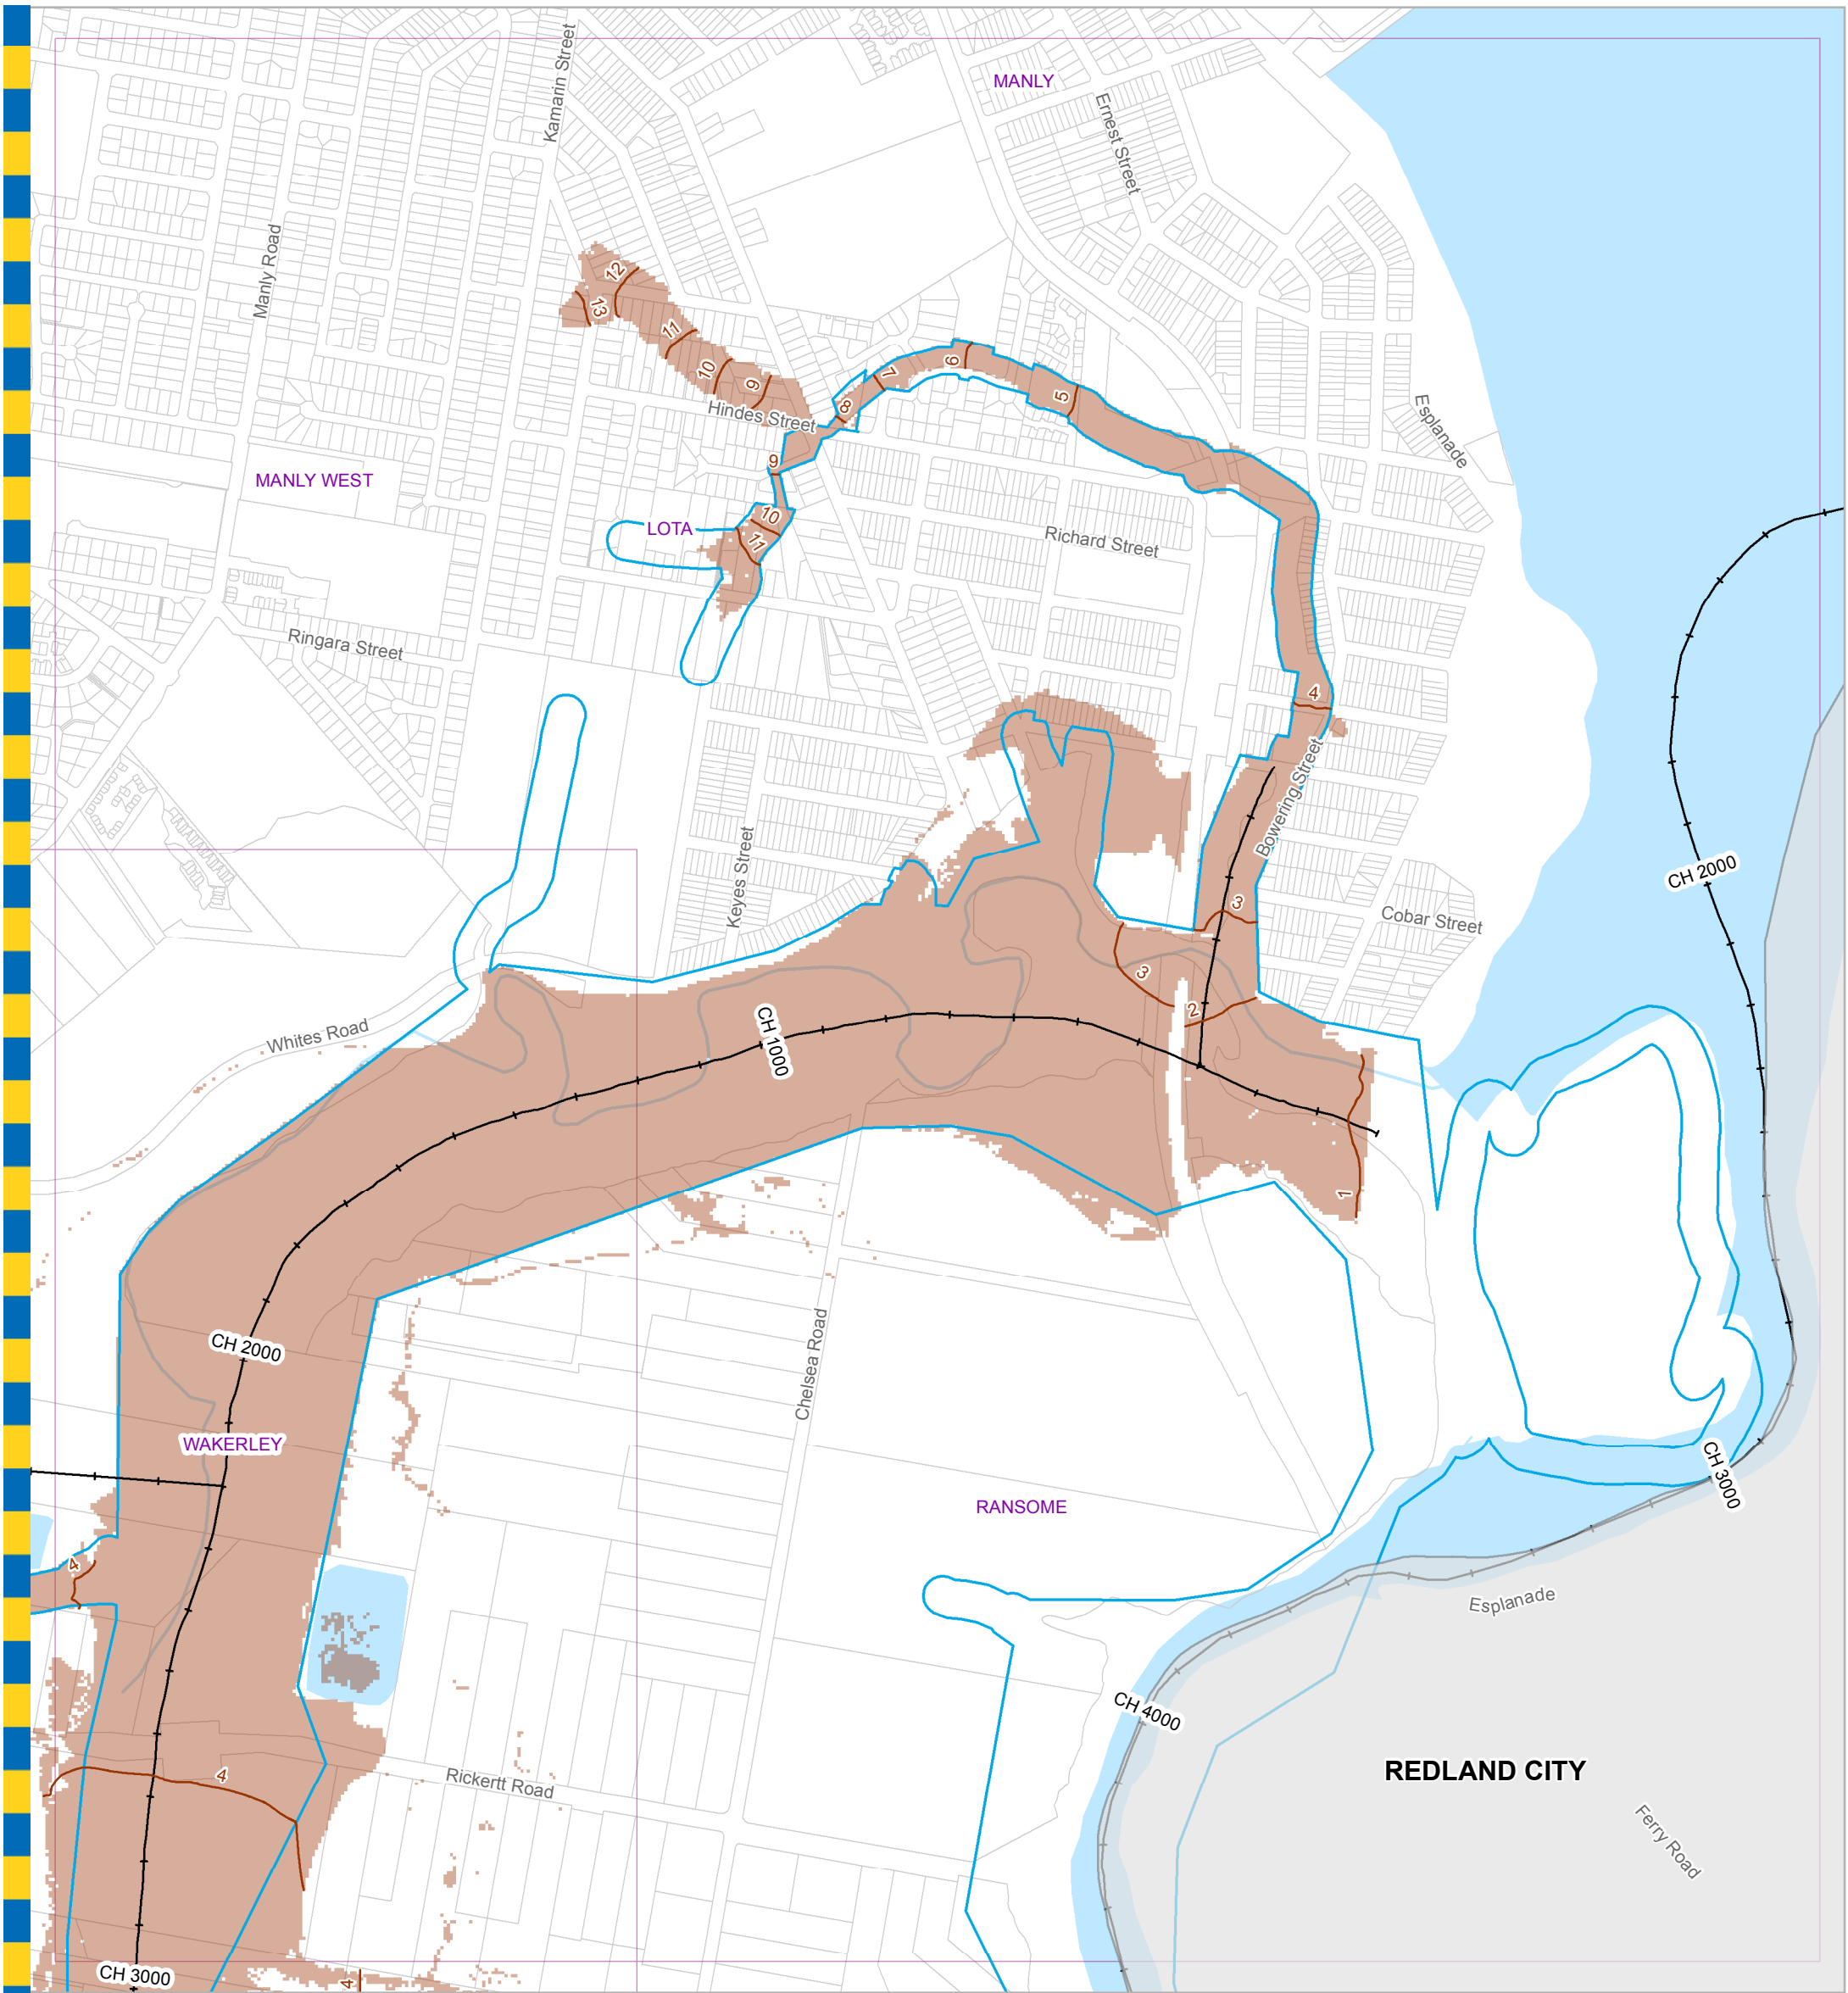 MANLY
Kamarin Street
Ernest Street
Manly Road
12
13
11
10
9
8
7
6
5
Hindes Street
Esplanade
9
MANLY WEST
LOTA
10
11
Richard Street
Ringara Street
4
Bowering Street
CH 2000
Keyes Street
3
Cobar Street
3
2
Whites Road
CH 1000
1
CH 2000
Chelsea Road
WAKERLEY
CH 3000
RANSOME
4
Esplanade
CH 4000
REDLAND CITY
4
Rickertt Road
Ferry Road
CH 3000
4